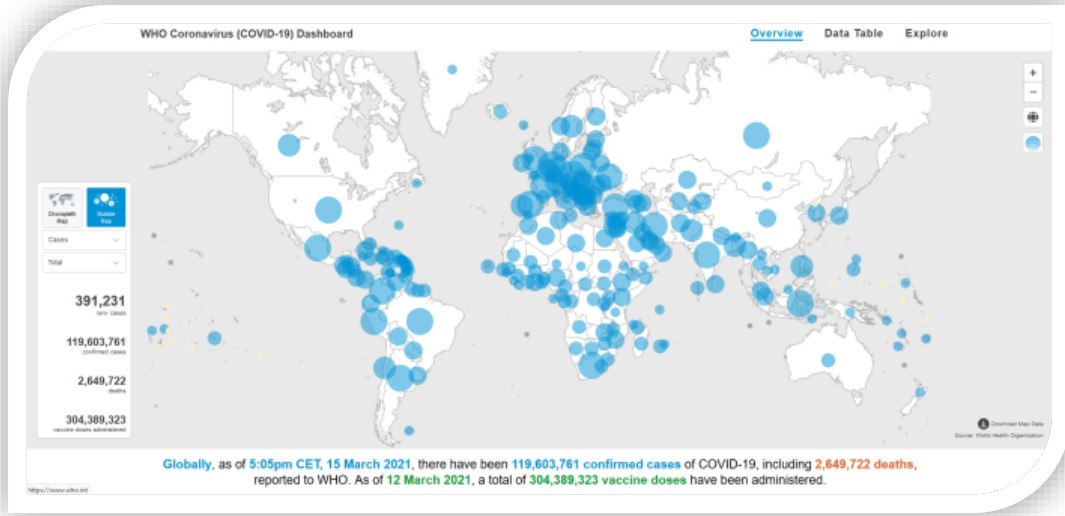 WHO Coronavirus (COVID-19) Dashboard
Overview Data Table Explore
+
−
Choropleth Map
Bubble Map
Cases
Total
391,231
new cases
119,603,761
confirmed cases
2,649,722
deaths
304,389,323
vaccine doses administered
Download Map Data
Source: World Health Organization
Globally, as of 5:05pm CET, 15 March 2021, there have been 119,603,761 confirmed cases of COVID-19, including 2,649,722 deaths,
reported to WHO. As of 12 March 2021, a total of 304,389,323 vaccine doses have been administered.
https://www.who.int